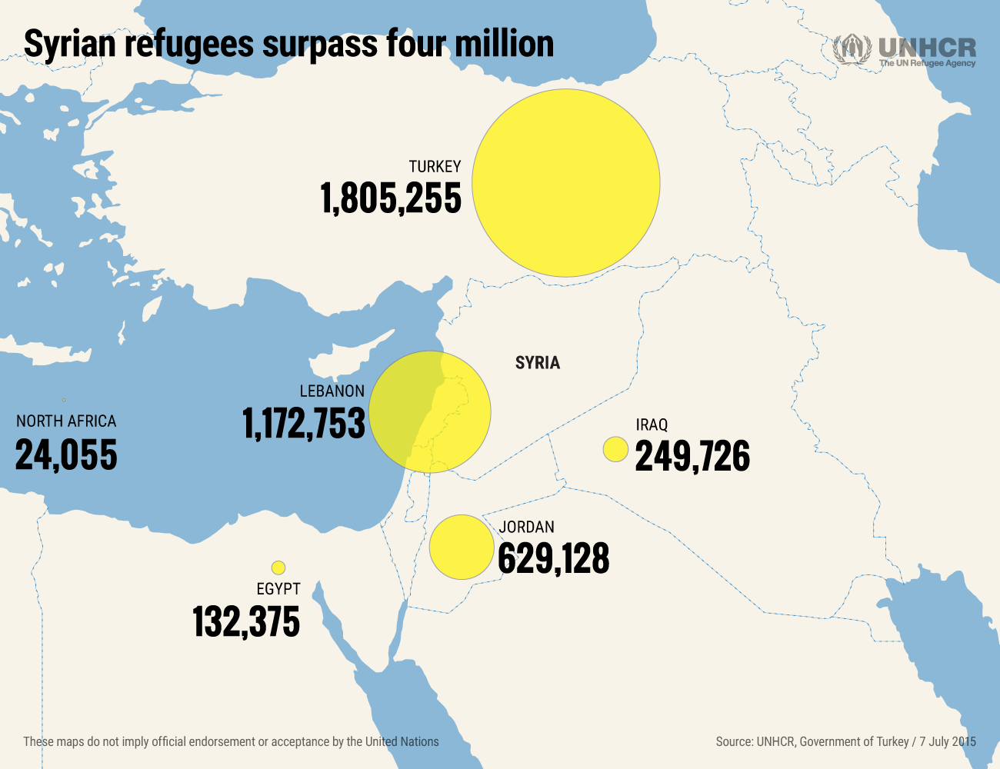 Syrian refugees surpass four million
UNHCR
The UN Refugee Agency
TURKEY
1,805,255
SYRIA
LEBANON
1,172,753
NORTH AFRICA
24,055
IRAQ
249,726
JORDAN
629,128
EGYPT
132,375
These maps do not imply official endorsement or acceptance by the United Nations
Source: UNHCR, Government of Turkey / 7 July 2015